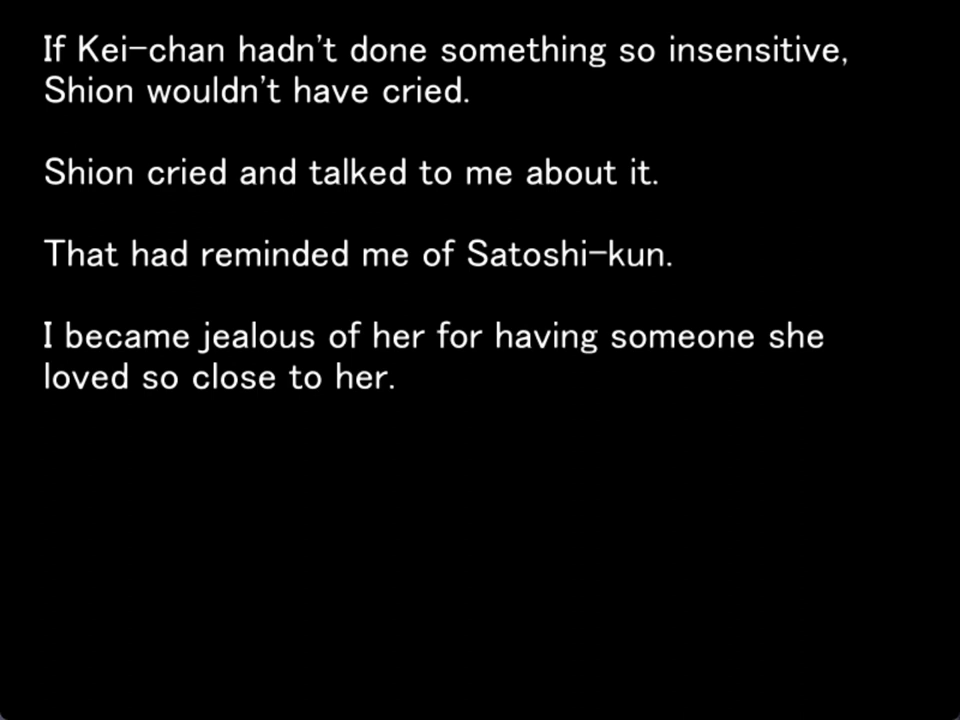 If Kei-chan hadn't done something so insensitive,
Shion wouldn't have cried.
Shion cried and talked to me about it.
That had reminded me of Satoshi-kun.
I became jealous of her for having someone she
loved so close to her.